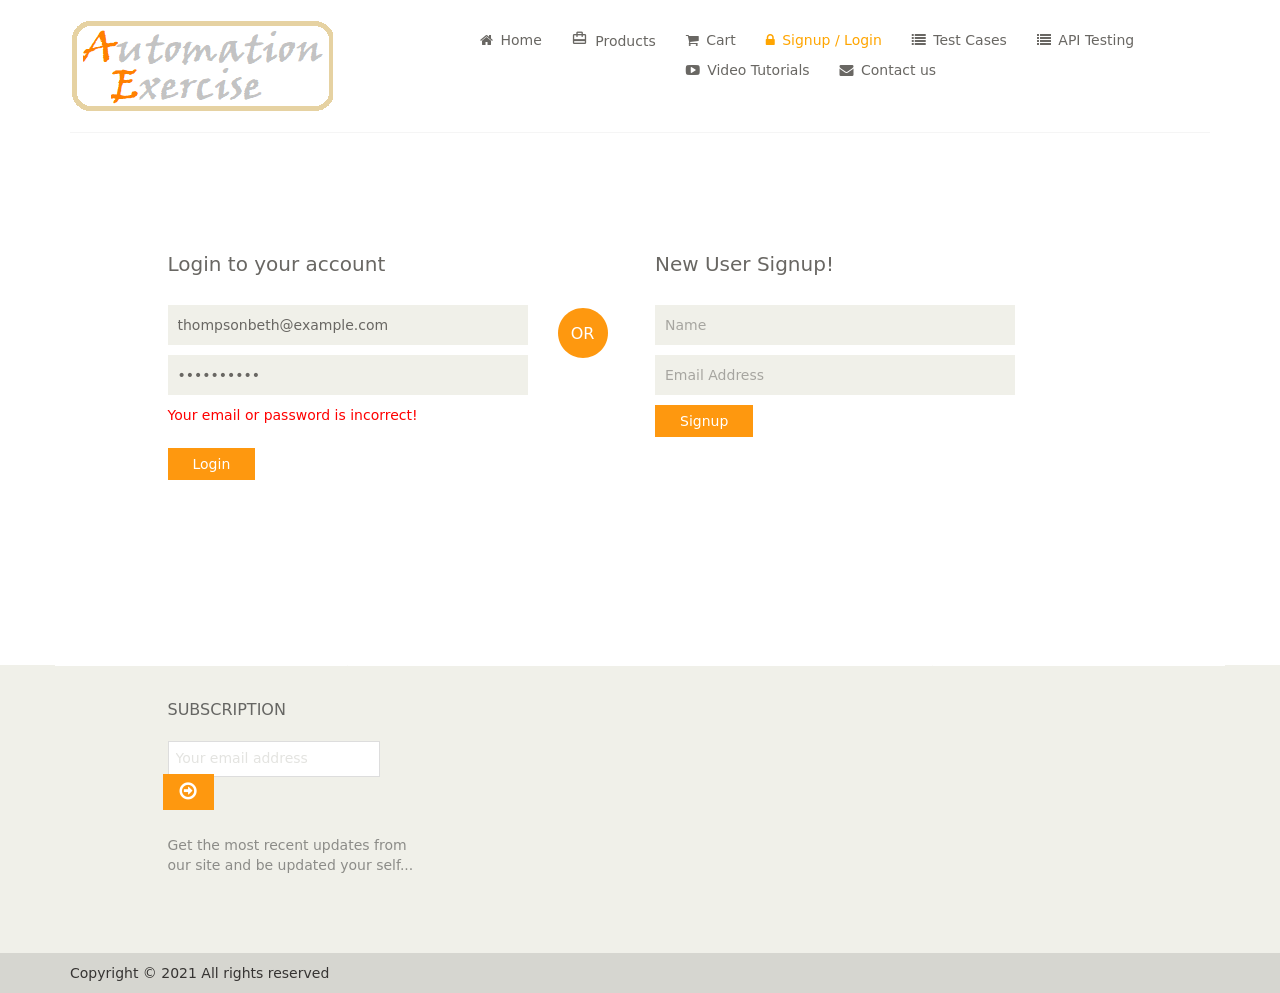 Automation
Exercise
Home
Products
Cart
Signup / Login
Test Cases
API Testing
Video Tutorials
Contact us
Login to your account
thompsonbeth@example.com
••••••••••
Your email or password is incorrect!
Login
OR
New User Signup!
Name
Email Address
Signup
SUBSCRIPTION
Your email address
Get the most recent updates from
our site and be updated your self...
Copyright © 2021 All rights reserved